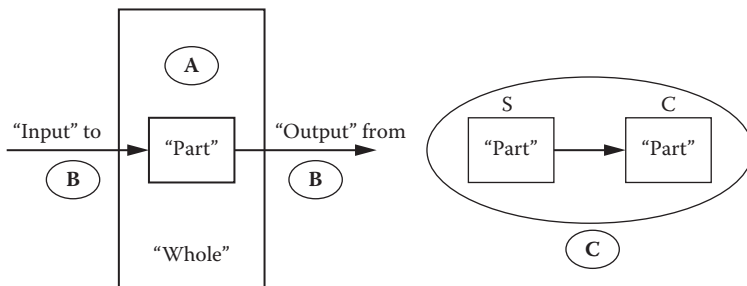 A
“Input” to
“Part”
“Output” from
B
B
“Whole”
S
C
“Part”
“Part”
C